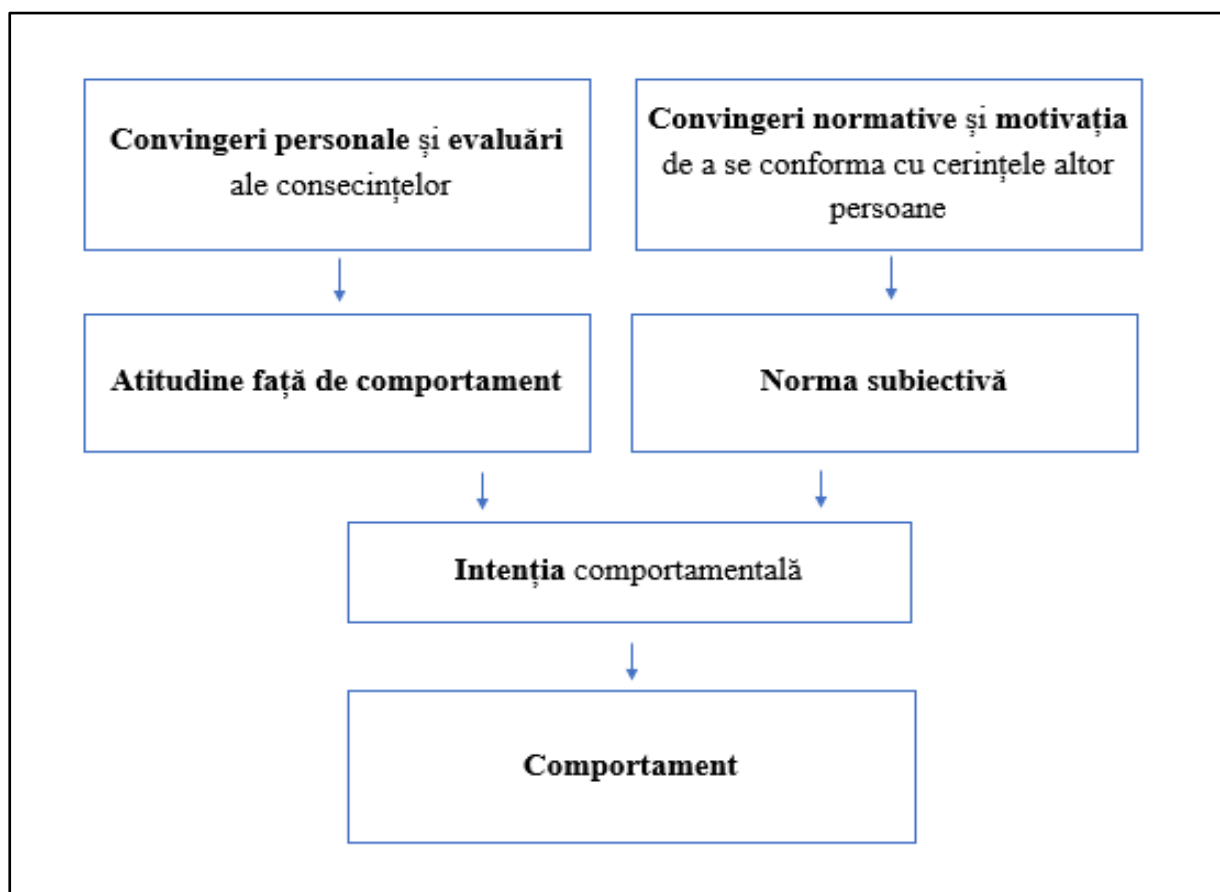 Convingeri personale și evaluări
ale consecințelor
Convingeri normative și motivația
de a se conforma cu cerințele altor
persoane
Atitudine față de comportament
Norma subiectivă
Intenția comportamentală
Comportament